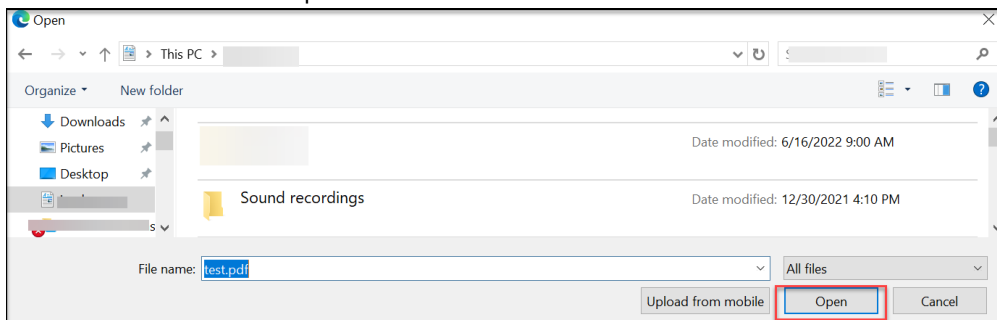 Open
This PC >
Organize New folder
Downloads
Pictures
Date modified: 6/16/2022 9:00 AM
Desktop
Sound recordings Date modified: 12/30/2021 4:10 PM
s
File name: test.pdf All files
Upload from mobile Open Cancel